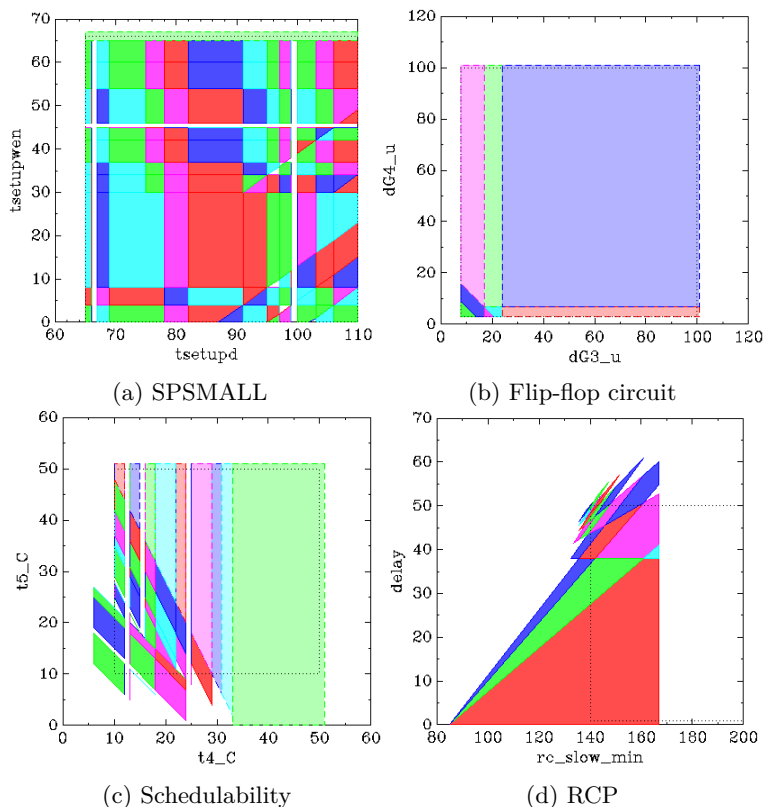 70
60
50
40
30
20
10
0
tsetupwen
60 70 80 90 100 110
tsetupd
(a) SPSMALL
120
100
80
60
40
20
0
dG4_u
0 20 40 60 80 100 120
dG3_u
(b) Flip-flop circuit
60
50
40
30
20
10
0
t5_C
0 10 20 30 40 50 60
t4_C
(c) Schedulability
70
60
50
40
30
20
10
0
delay
80 100 120 140 160 180 200
rc_slow_min
(d) RCP